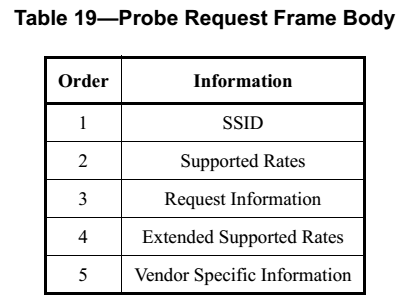 Table 19—Probe Request Frame Body
Order Information
1 SSID
2 Supported Rates
3 Request Information
4 Extended Supported Rates
5 Vendor Specific Information